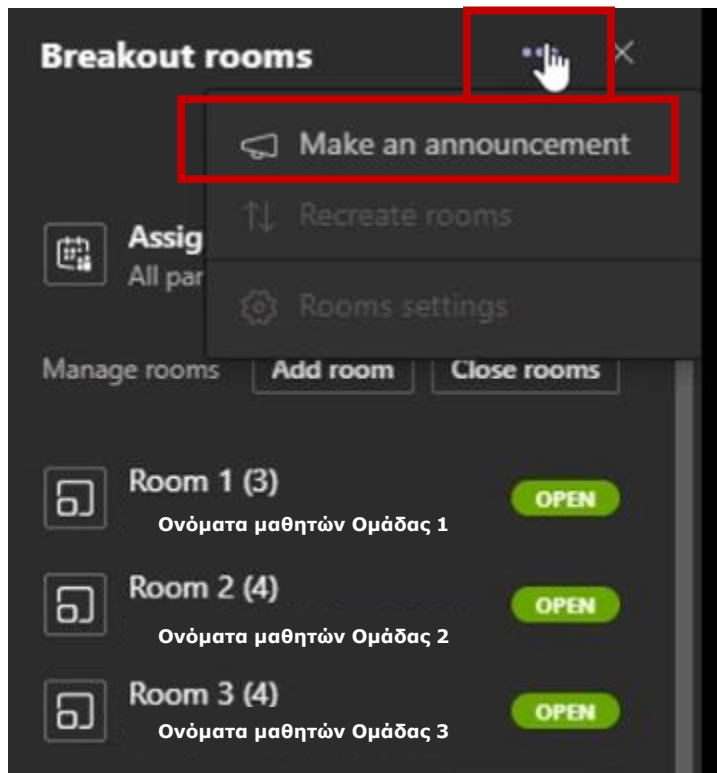 Breakout rooms
Make an announcement
Recreate rooms
Assig
All par
Rooms settings
Manage rooms Add room Close rooms
Room 1 (3)
OPEN
Ονόματα μαθητών Ομάδας 1
Room 2 (4)
OPEN
Ονόματα μαθητών Ομάδας 2
Room 3 (4)
OPEN
Ονόματα μαθητών Ομάδας 3